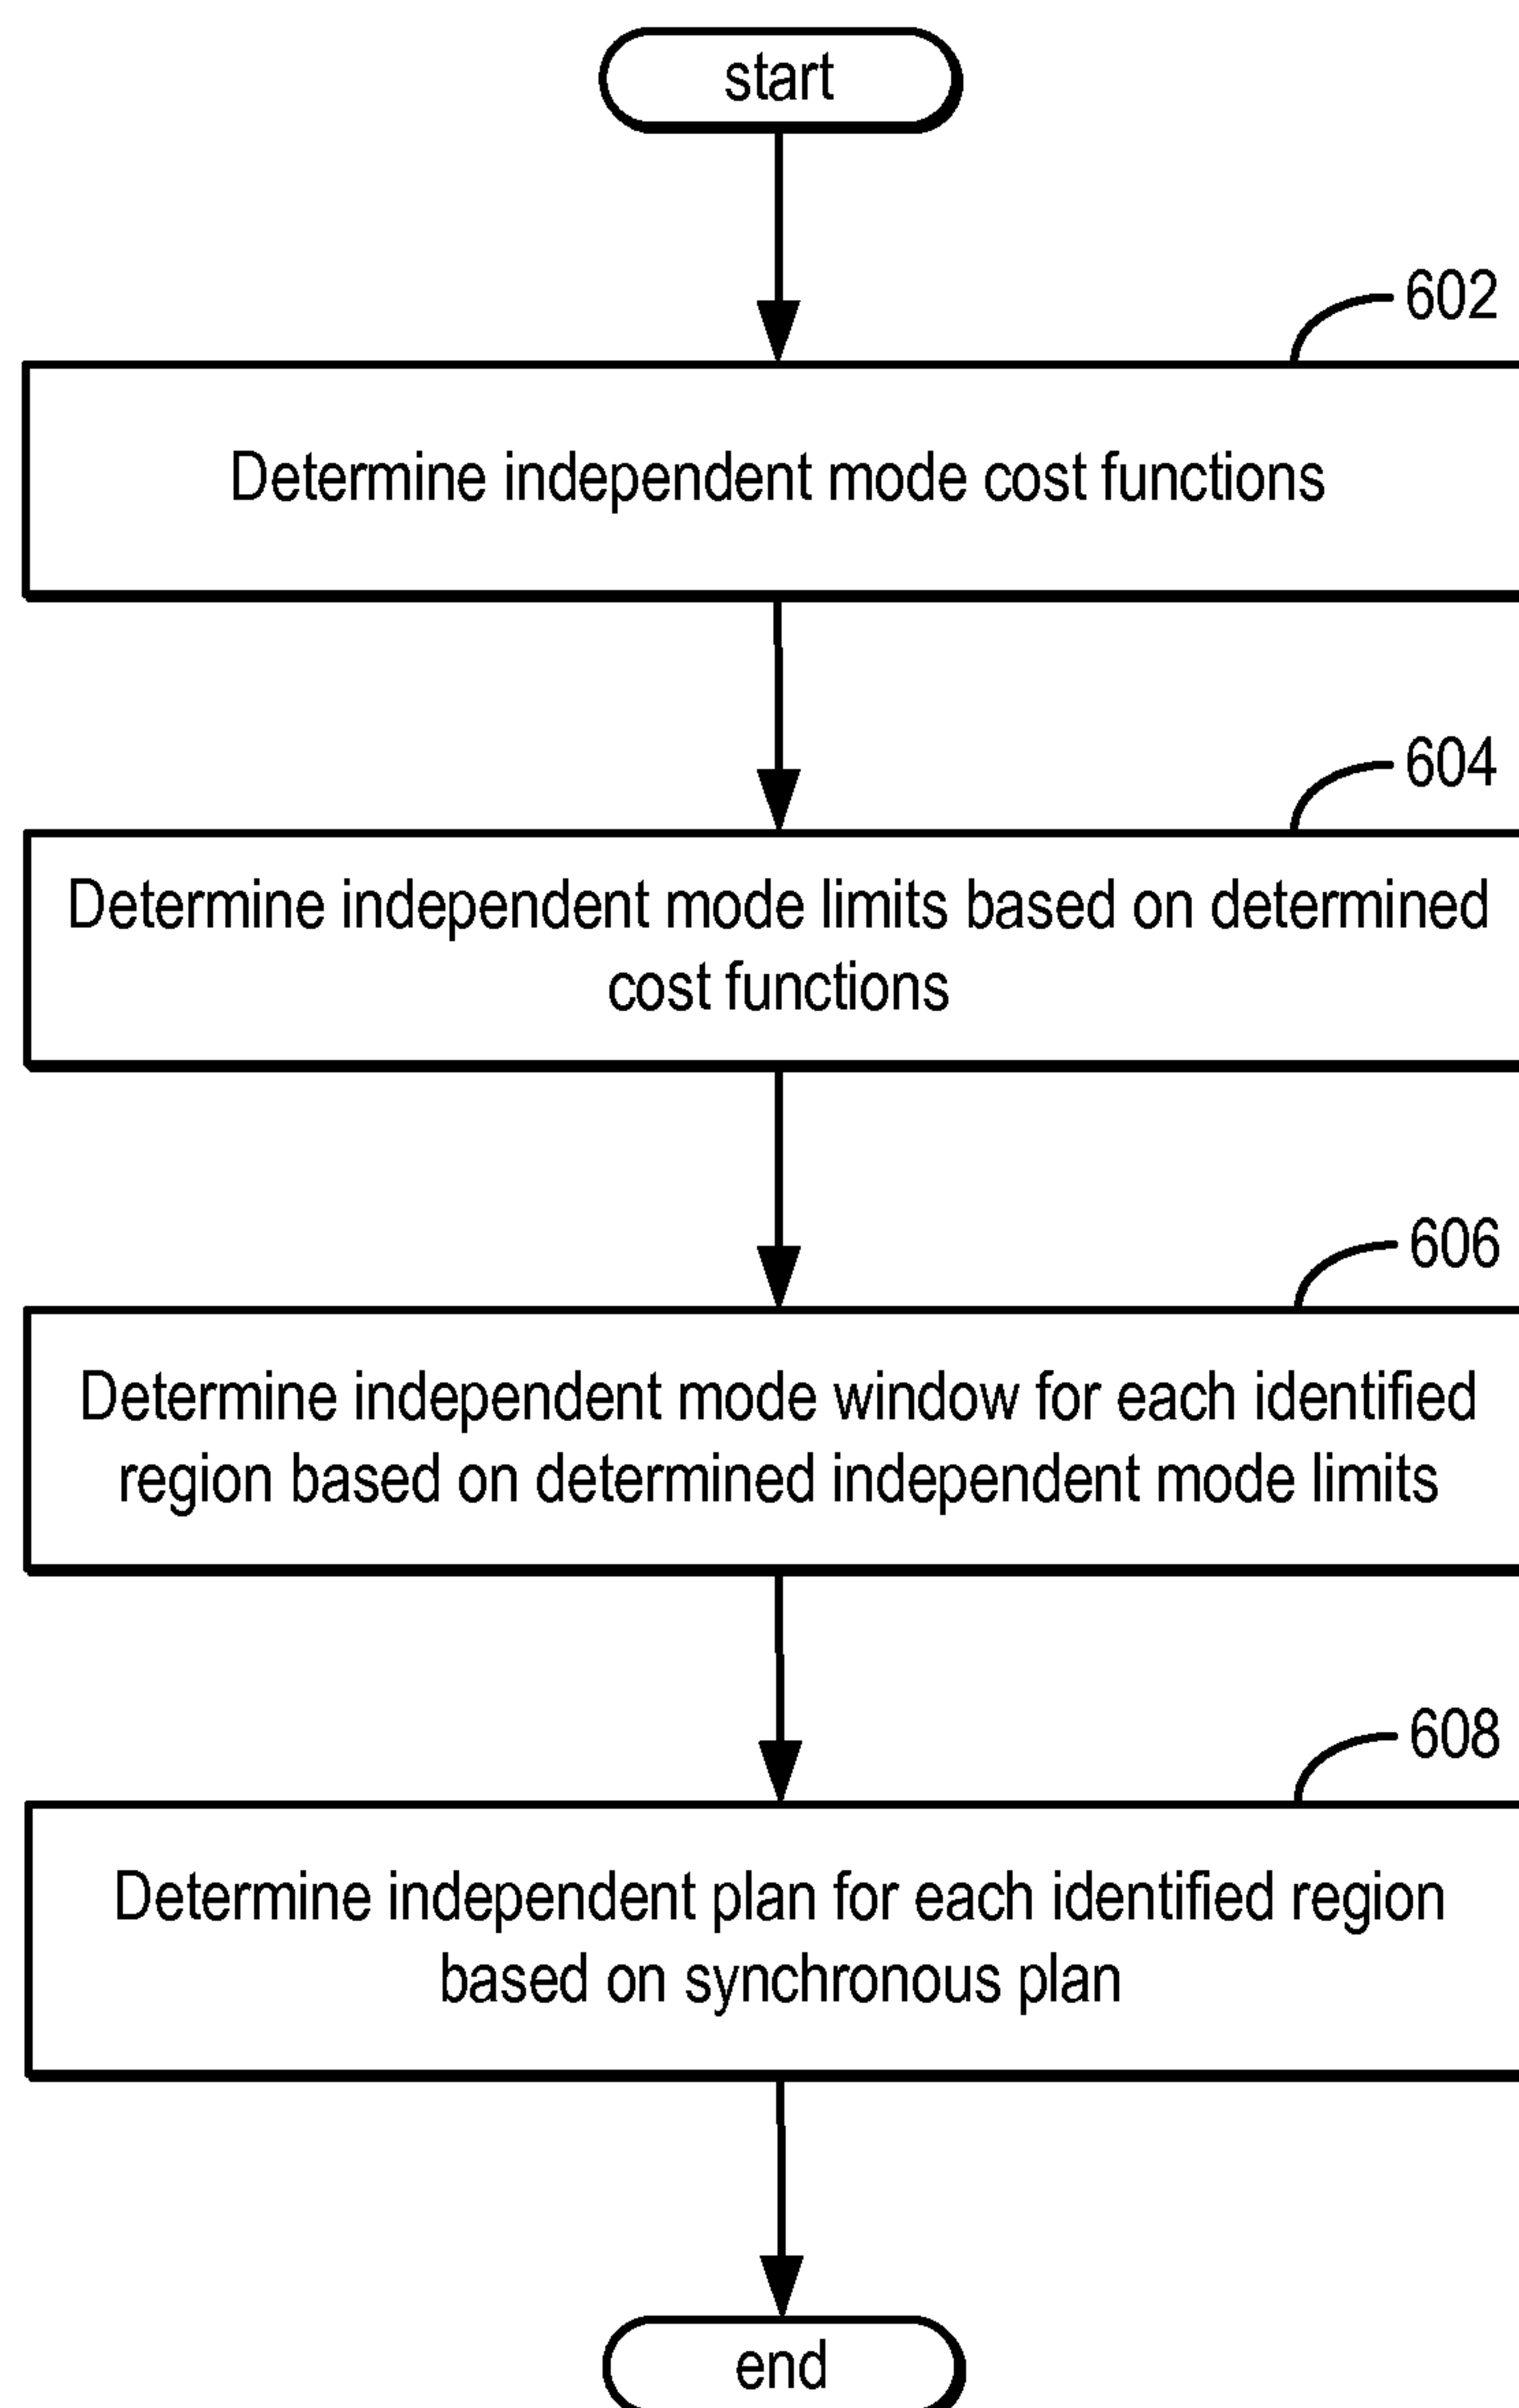 start
602
Determine independent mode cost functions
604
Determine independent mode limits based on determined
cost functions
606
Determine independent mode window for each identified
region based on determined independent mode limits
608
Determine independent plan for each identified region
based on synchronous plan
end